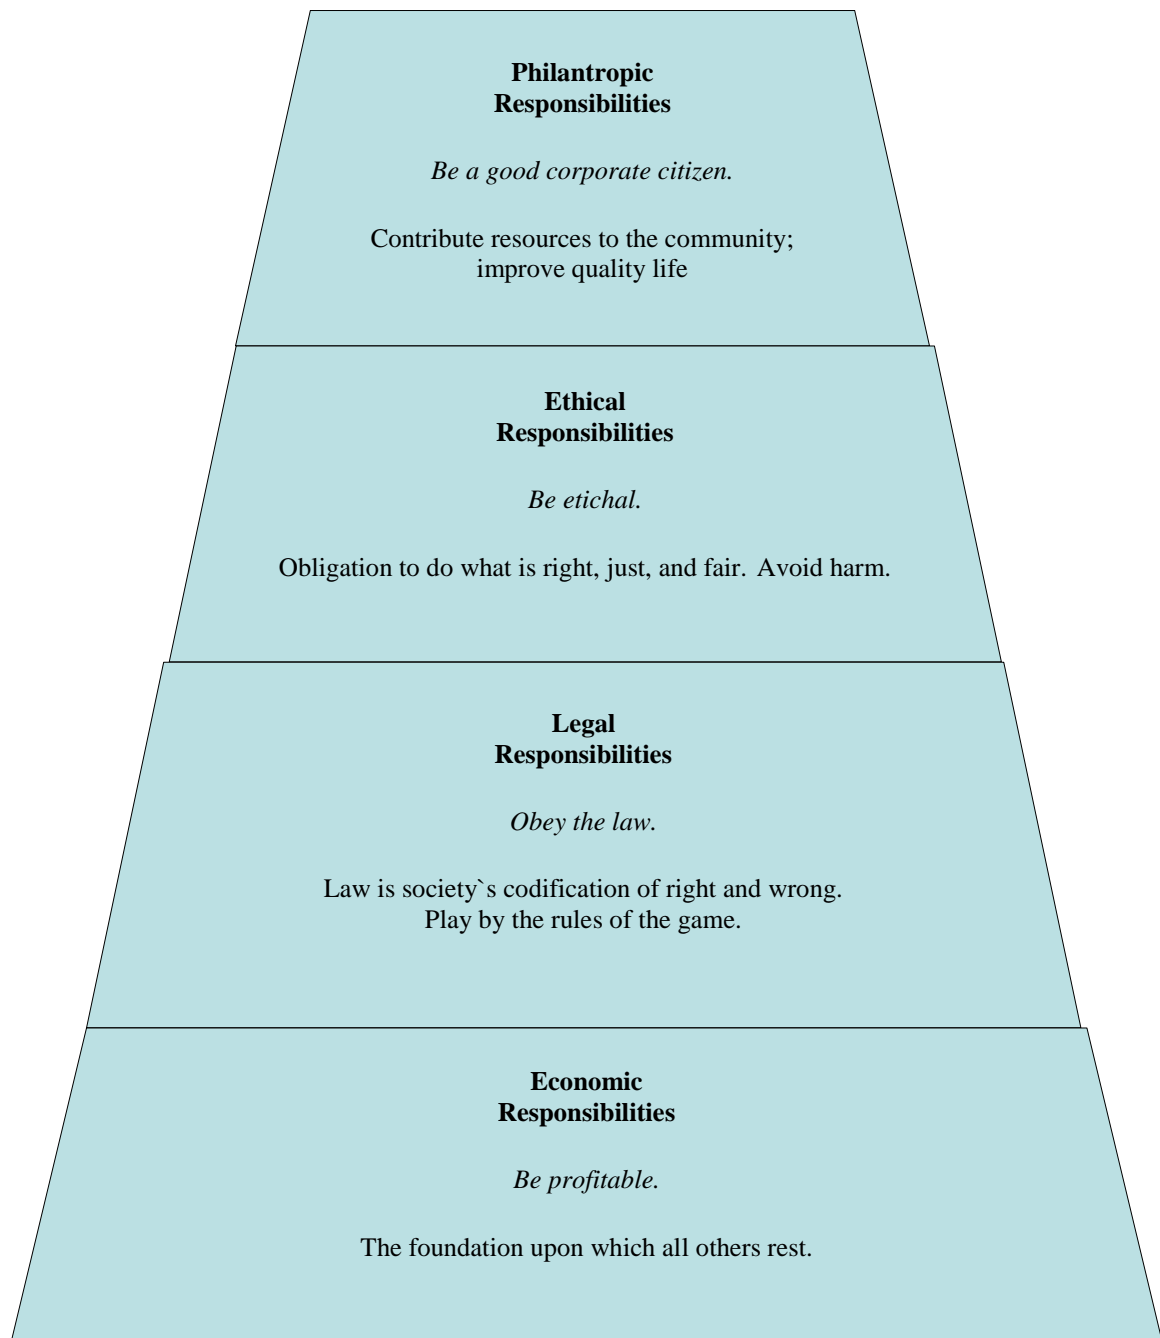 Philantropic
Responsibilities
Be a good corporate citizen.
Contribute resources to the community;
improve quality life
Ethical
Responsibilities
Be etichal.
Obligation to do what is right, just, and fair. Avoid harm.
Legal
Responsibilities
Obey the law.
Law is society`s codification of right and wrong.
Play by the rules of the game.
Economic
Responsibilities
Be profitable.
The foundation upon which all others rest.